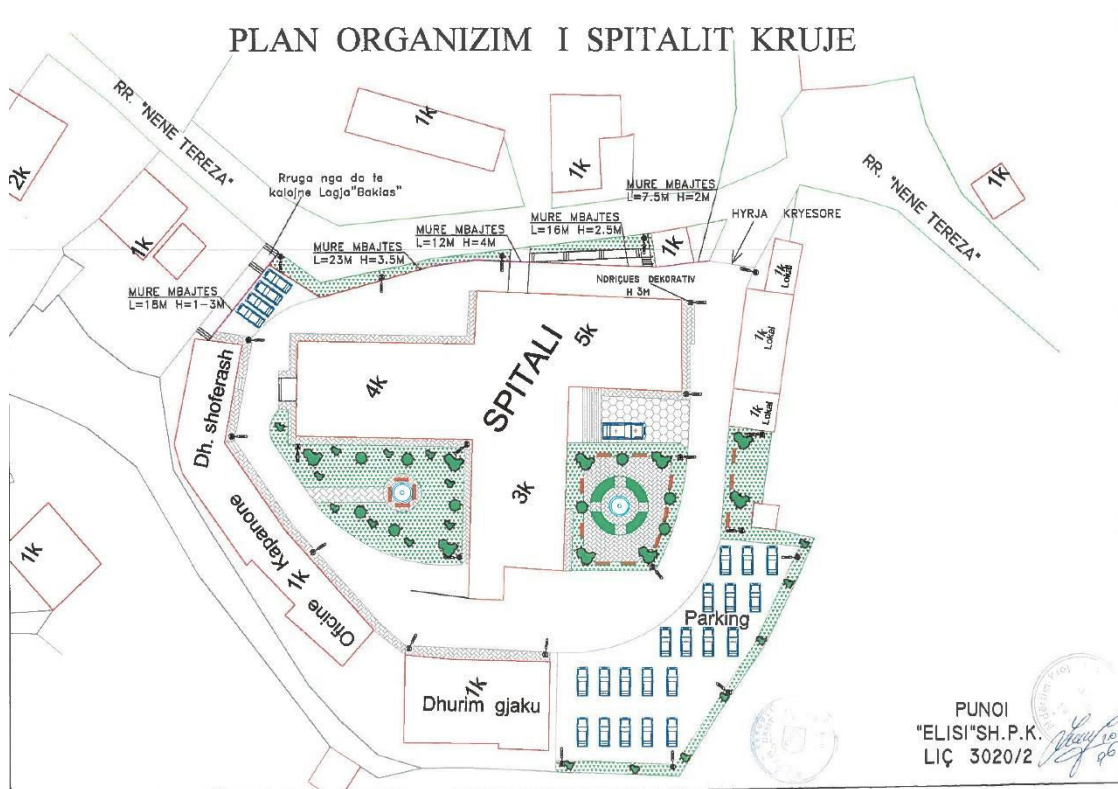 PLAN ORGANIZIM I SPITALIT KRUJE
RR. "NENE TEREZA"
2k
1k
1k
1k
RR. "NENE TEREZA"
1k
Rruga nga do te
kalojne Lagja"Bakias"
MURE MBAJTES
L=7.5M H=2M
MURE MBAJTES
L=16M H=2.5M
MURE MBAJTES
L=12M H=4M
MURE MBAJTES
L=23M H=3.5M
MURE MBAJTES
L=18M H=1-3M
1k
HYRJA KRYESORE
NDRIÇUES DEKORATIV
H 3M
1k
Lokal
1k
Lokal
1k
Lokal
SPITALI
5k
4k
3k
Dh. shoferash
Oficine
1k
Kapanone
1k
1k
Dhurim gjaku
Parking
PUNOI
"ELISI"SH.P.K.
LIÇ 3020/2